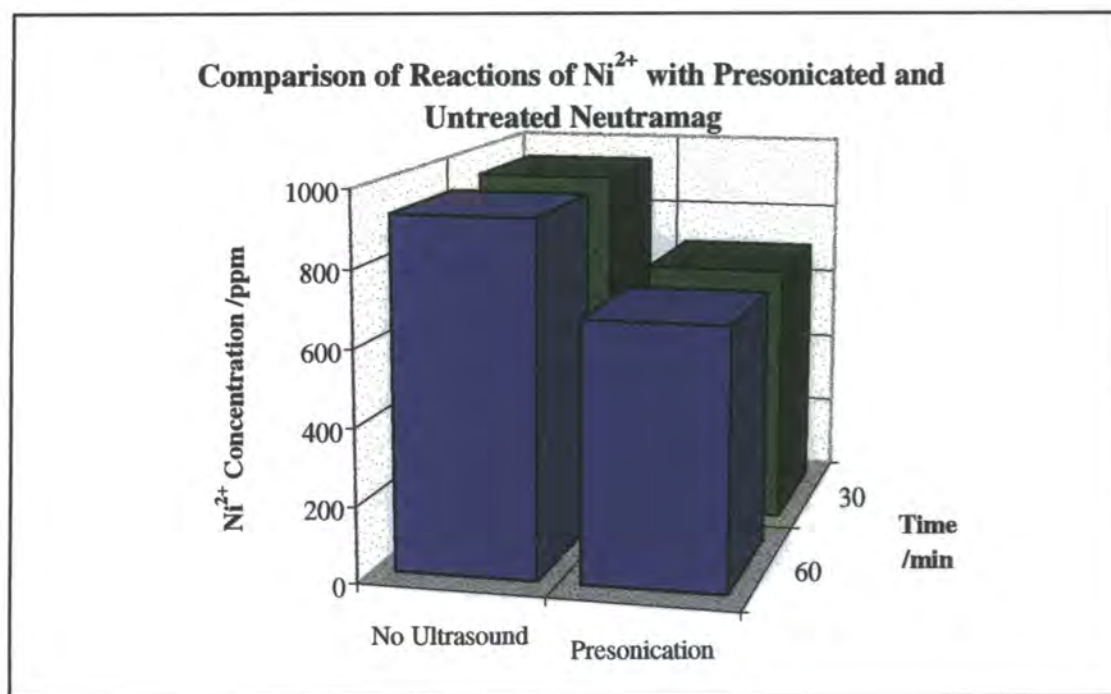 Comparison of Reactions of Ni²⁺ with Presonicated and
Untreated Neutramag
1000
800
600
400
200
0
Ni²⁺ Concentration /ppm
No Ultrasound
Presonication
30
60
Time
/min